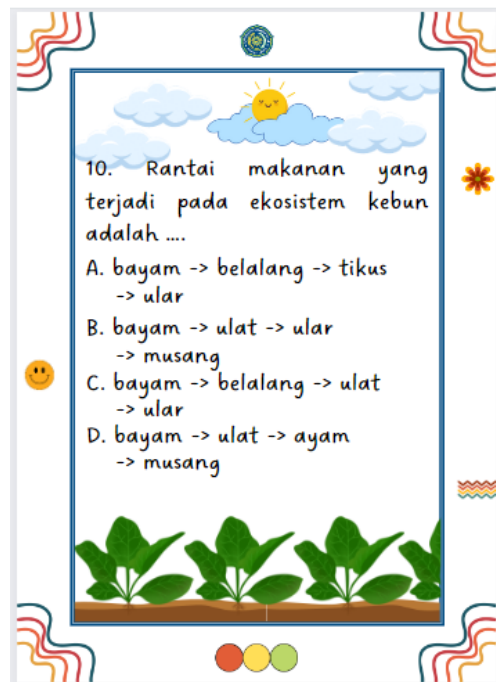 10. Rantai makanan yang
terjadi pada ekosistem kebun
adalah ....
A. bayam -> belalang -> tikus
-> ular
B. bayam -> ulat -> ular
-> musang
C. bayam -> belalang -> ulat
-> ular
D. bayam -> ulat -> ayam
-> musang